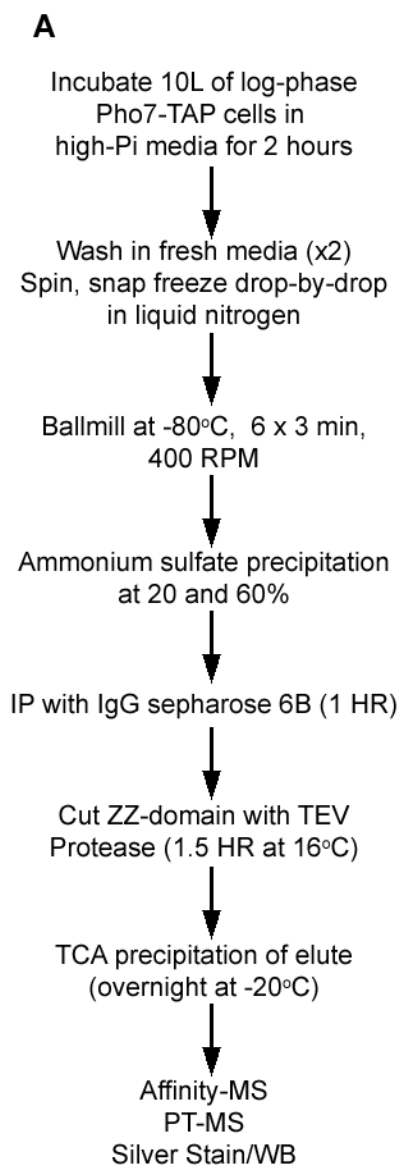 A
Incubate 10L of log-phase
Pho7-TAP cells in
high-Pi media for 2 hours
Wash in fresh media (x2)
Spin, snap freeze drop-by-drop
in liquid nitrogen
Ballmill at -80ºC,  6 x 3 min,
400 RPM
Ammonium sulfate precipitation
at 20 and 60%
IP with IgG sepharose 6B (1 HR)
Cut ZZ-domain with TEV
Protease (1.5 HR at 16ºC)
TCA precipitation of elute
(overnight at -20ºC)
Affinity-MS
PT-MS
Silver Stain/WB